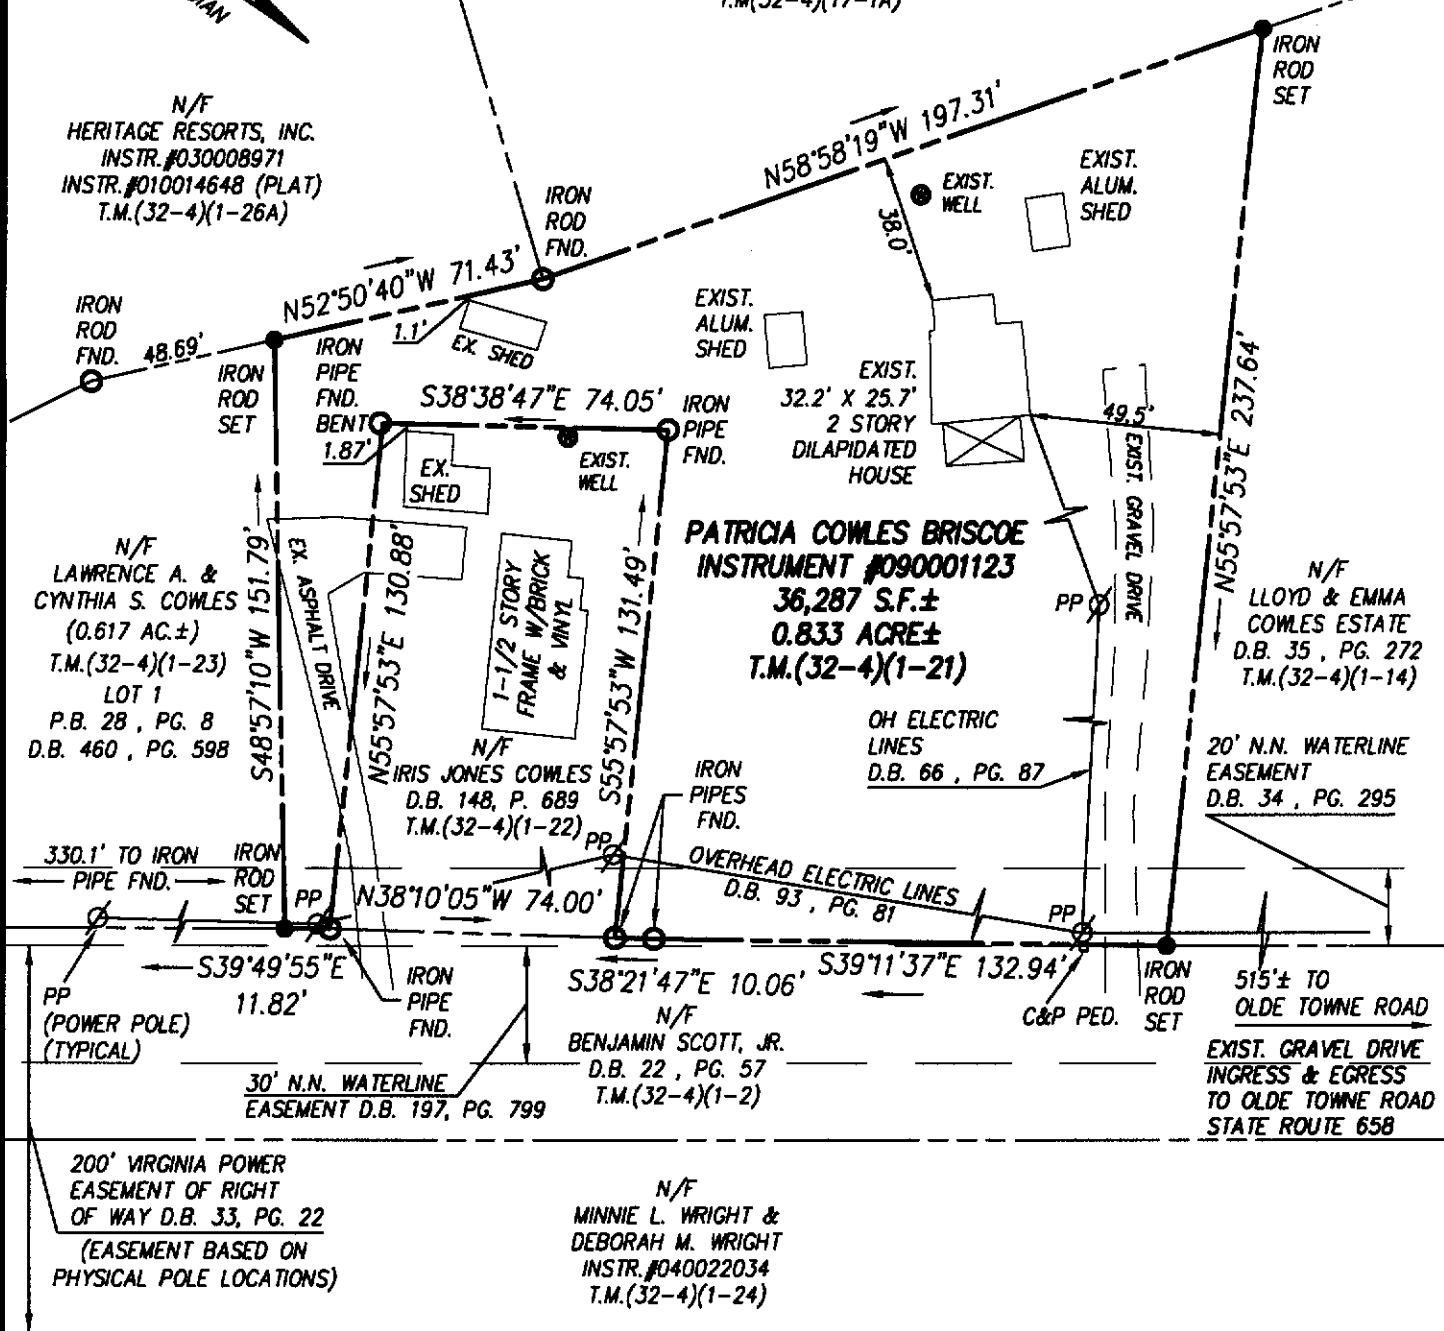 T.M(32-4)(17-1A)
IRON
ROD
SET
N/F
HERITAGE RESORTS, INC.
INSTR.#030008971
INSTR.#010014648 (PLAT)
T.M.(32-4)(1-26A)
N58°58'19"W 197.31'
IRON
ROD
FND.
EXIST.
WELL
EXIST.
ALUM.
SHED
38.0'
N52°50'40"W 71.43'
1.1'
EX. SHED
IRON
ROD
FND.
48.69'
IRON
ROD
SET
IRON
PIPE
FND.
BENT
1.87'
S38°38'47"E 74.05'
IRON
PIPE
FND.
EXIST.
ALUM.
SHED
EXIST.
32.2' X 25.7'
2 STORY
DILAPIDATED
HOUSE
49.5'
EXIST. GRAVEL DRIVE
N55°57'53"E 237.64'
EX.
SHED
EXIST.
WELL
N/F
LAWRENCE A. &
CYNTHIA S. COWLES
(0.617 AC.±)
T.M.(32-4)(1-23)
LOT 1
P.B. 28 , PG. 8
D.B. 460 , PG. 598
S48°57'10"W 151.79'
EX. ASPHALT DRIVE
N55°57'53"E 130.88'
1-1/2 STORY
FRAME W/BRICK
& VINYL
S55°57'53"W 131.49'
PATRICIA COWLES BRISCOE
INSTRUMENT #090001123
36,287 S.F.±
0.833 ACRE±
T.M.(32-4)(1-21)
PP
N/F
LLOYD & EMMA
COWLES ESTATE
D.B. 35 , PG. 272
T.M.(32-4)(1-14)
N/F
IRIS JONES COWLES
D.B. 148, P. 689
T.M.(32-4)(1-22)
IRON
PIPES
FND.
OH ELECTRIC
LINES
D.B. 66 , PG. 87
20' N.N. WATERLINE
EASEMENT
D.B. 34 , PG. 295
330.1' TO IRON
PIPE FND.
IRON
ROD
SET
PP
N38°10'05"W 74.00'
PP
OVERHEAD ELECTRIC LINES
D.B. 93 , PG. 81
PP
S39°49'55"E
11.82'
IRON
PIPE
FND.
S38°21'47"E 10.06'
S39°11'37"E 132.94'
C&P PED.
IRON
ROD
SET
515'± TO
OLDE TOWNE ROAD
PP
(POWER POLE)
(TYPICAL)
N/F
BENJAMIN SCOTT, JR.
D.B. 22 , PG. 57
T.M.(32-4)(1-2)
30' N.N. WATERLINE
EASEMENT D.B. 197, PG. 799
EXIST. GRAVEL DRIVE
INGRESS & EGRESS
TO OLDE TOWNE ROAD
STATE ROUTE 658
200' VIRGINIA POWER
EASEMENT OF RIGHT
OF WAY D.B. 33, PG. 22
(EASEMENT BASED ON
PHYSICAL POLE LOCATIONS)
N/F
MINNIE L. WRIGHT &
DEBORAH M. WRIGHT
INSTR.#040022034
T.M.(32-4)(1-24)